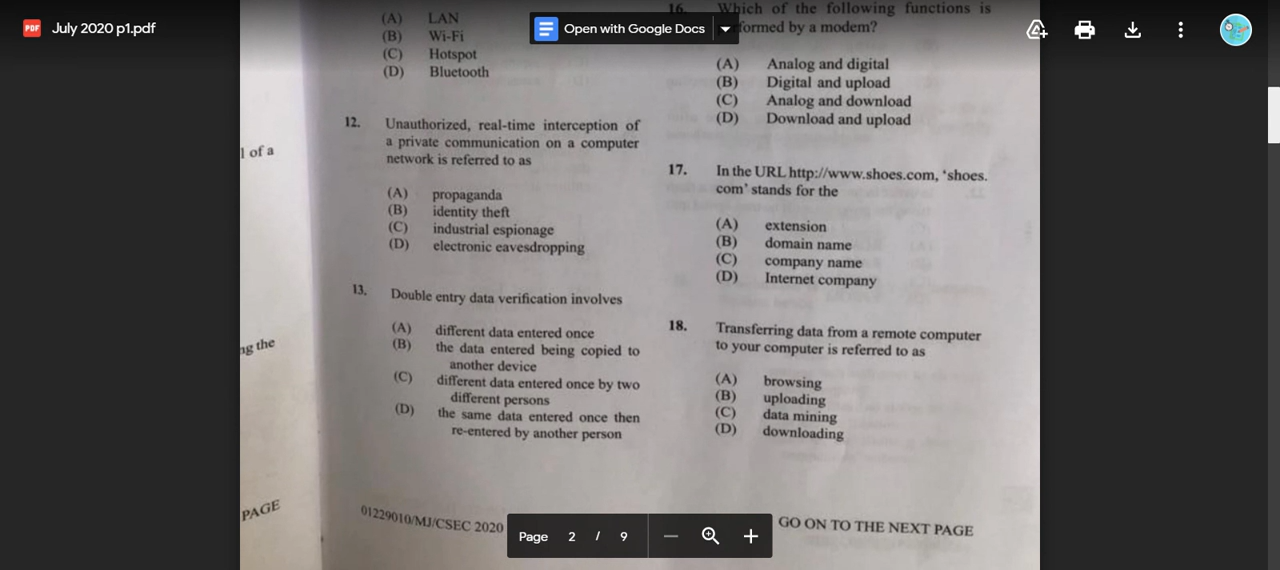 July 2020 p1.pdf
Open with Google Docs
(A) LAN
(B) Wi-Fi
(C) Hotspot
(D) Bluetooth
12. Unauthorized, real-time interception of
a private communication on a computer
network is referred to as
(A) propaganda
(B) identity theft
(C) industrial espionage
(D) electronic eavesdropping
13. Double entry data verification involves
(A) different data entered once
(B) the data entered being copied to
another device
(C) different data entered once by two
different persons
(D) the same data entered once then
re-entered by another person
16. Which of the following functions is
formed by a modem?
(A) Analog and digital
(B) Digital and upload
(C) Analog and download
(D) Download and upload
17. In the URL http://www.shoes.com, ‘shoes.
com’ stands for the
(A) extension
(B) domain name
(C) company name
(D) Internet company
18. Transferring data from a remote computer
to your computer is referred to as
(A) browsing
(B) uploading
(C) data mining
(D) downloading
of a
the
PAGE
01229010/MJ/CSEC 2020
GO ON TO THE NEXT PAGE
Page 2 / 9